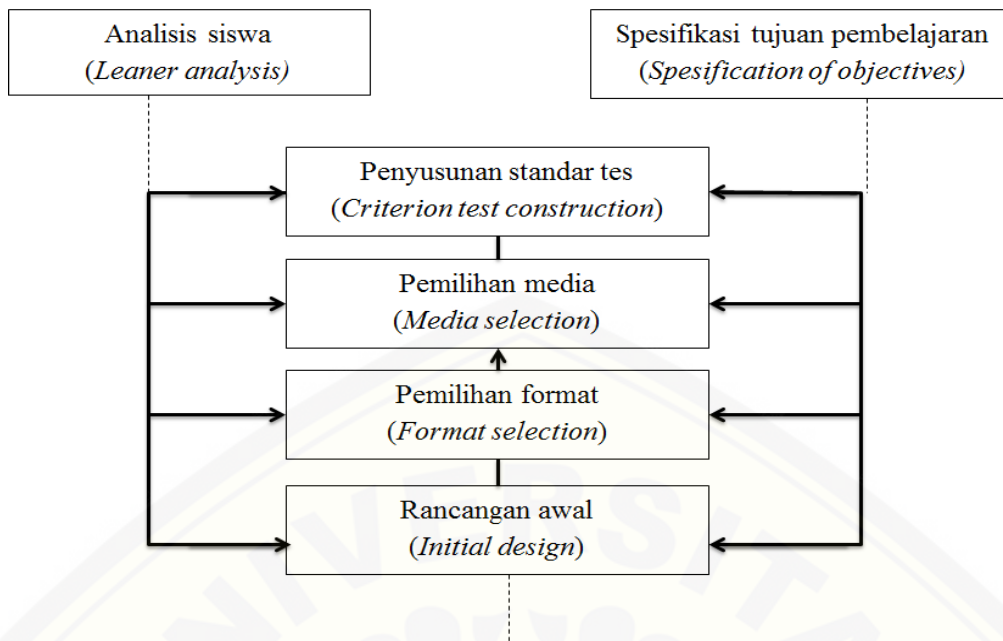 Analisis siswa
(Leaner analysis)
Spesifikasi tujuan pembelajaran
(Spesification of objectives)
Penyusunan standar tes
(Criterion test construction)
Pemilihan media
(Media selection)
Pemilihan format
(Format selection)
Rancangan awal
(Initial design)
NIVERSITA